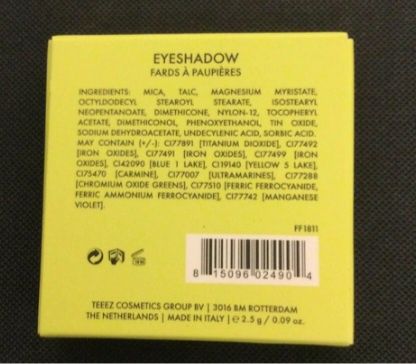 EYESHADOW
FARDS À PAUPIÈRES
INGREDIENTS: MICA, TALC, MAGNESIUM MYRISTATE,
OCTYLDODECYL STEAROYL STEARATE, ISOSTEARYL
NEOPENTANOATE, DIMETHICONE, NYLON-12, TOCOPHERYL
ACETATE, DIMETHICONOL, PHENOXYETHANOL, TIN OXIDE,
SODIUM DEHYDROACETATE, UNDECYLENIC ACID, SORBIC ACID.
MAY CONTAIN (+/-): CI77891 [TITANIUM DIOXIDE], CI77492
[IRON OXIDES], CI77491 [IRON OXIDES], CI77499 [IRON
OXIDES], CI42090 [BLUE 1 LAKE], CI19140 [YELLOW 5 LAKE],
CI75470 [CARMINE], CI77007 [ULTRAMARINES], CI77288
[CHROMIUM OXIDE GREENS], CI77510 [FERRIC FERROCYANIDE,
FERRIC AMMONIUM FERROCYANIDE], CI77742 [MANGANESE
VIOLET].
FF1811
8 15096 02490 4
TEEEZ COSMETICS GROUP BV | 3016 BM ROTTERDAM
THE NETHERLANDS | MADE IN ITALY | e 2.5 g / 0.09 oz.